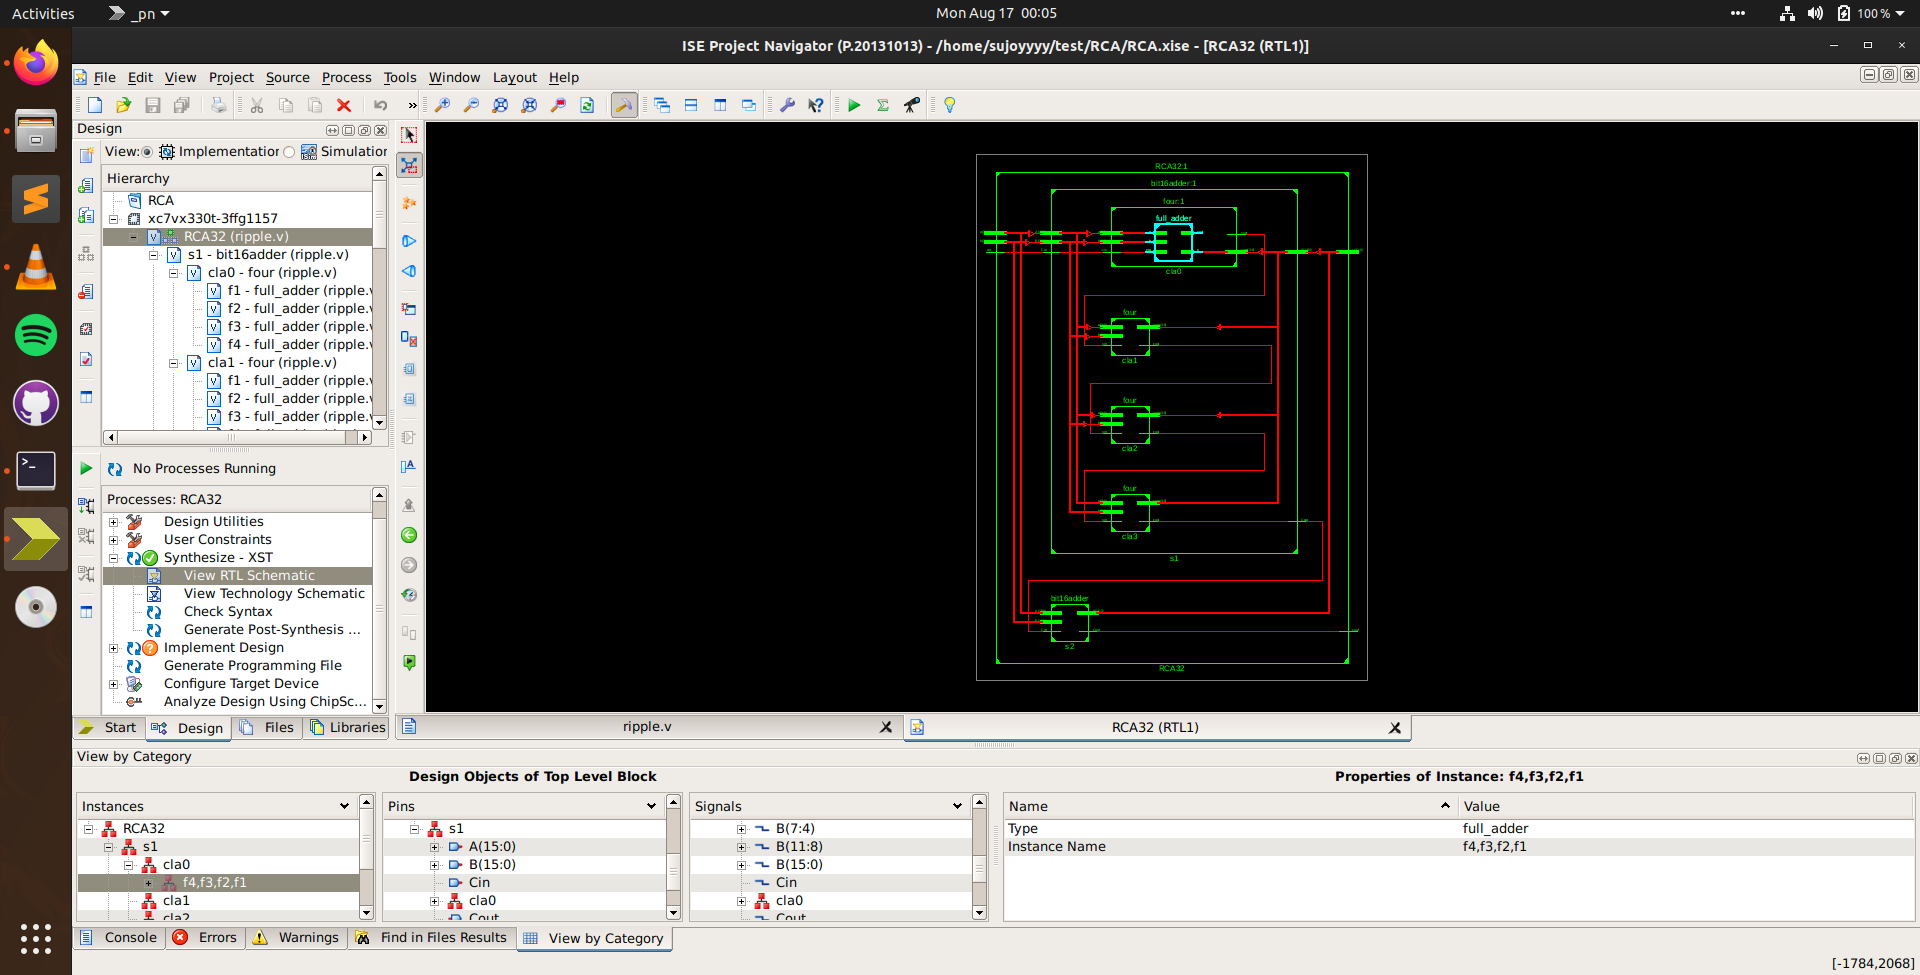 Activities
_pn
Mon Aug 17 00:05
100 %
ISE Project Navigator (P.20131013) - /home/sujoyyyy/test/RCA/RCA.xise - [RCA32 (RTL1)]
File Edit View Project Source Process Tools Window Layout Help
Design
View: Implementation Simulation
Hierarchy
RCA
xc7vx330t-3ffg1157
RCA32 (ripple.v)
s1 - bit16adder (ripple.v)
cla0 - four (ripple.v)
f1 - full_adder (ripple.v
f2 - full_adder (ripple.v
f3 - full_adder (ripple.v
f4 - full_adder (ripple.v
cla1 - four (ripple.v)
f1 - full_adder (ripple.v
f2 - full_adder (ripple.v
f3 - full_adder (ripple.v
No Processes Running
Processes: RCA32
Design Utilities
User Constraints
Synthesize - XST
View RTL Schematic
View Technology Schematic
Check Syntax
Generate Post-Synthesis ...
Implement Design
Generate Programming File
Configure Target Device
Analyze Design Using ChipSc...
Start Design Files Libraries
RCA32:1
bit16adder:1
four:1
full_adder
cla0
four
cla1
four
cla2
four
cla3
s1
bit16adder
s2
RCA32
ripple.v
RCA32 (RTL1)
View by Category
Design Objects of Top Level Block
Properties of Instance: f4,f3,f2,f1
Instances
RCA32
s1
cla0
f4,f3,f2,f1
cla1
cla2
Pins
s1
A(15:0)
B(15:0)
Cin
cla0
Cout
Signals
B(7:4)
B(11:8)
B(15:0)
Cin
cla0
Cout
Name Value
Type full_adder
Instance Name f4,f3,f2,f1
Console Errors Warnings Find in Files Results View by Category
[-1784,2068]